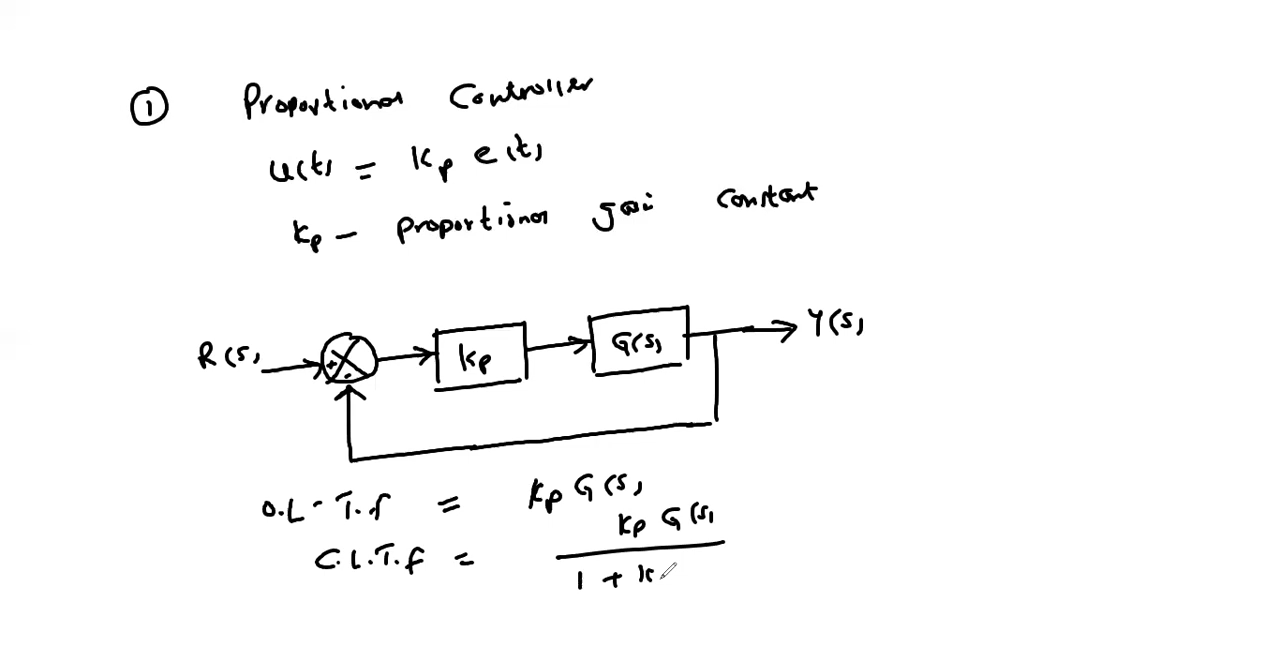 ① Proportional Controller
u(t) = Kp e(t)
Kp – proportional gain constant
R(s) + - Kp G(s) Y(s)
O.L.T.f = Kp G(s)
C.L.T.f = Kp G(s)
1 + K